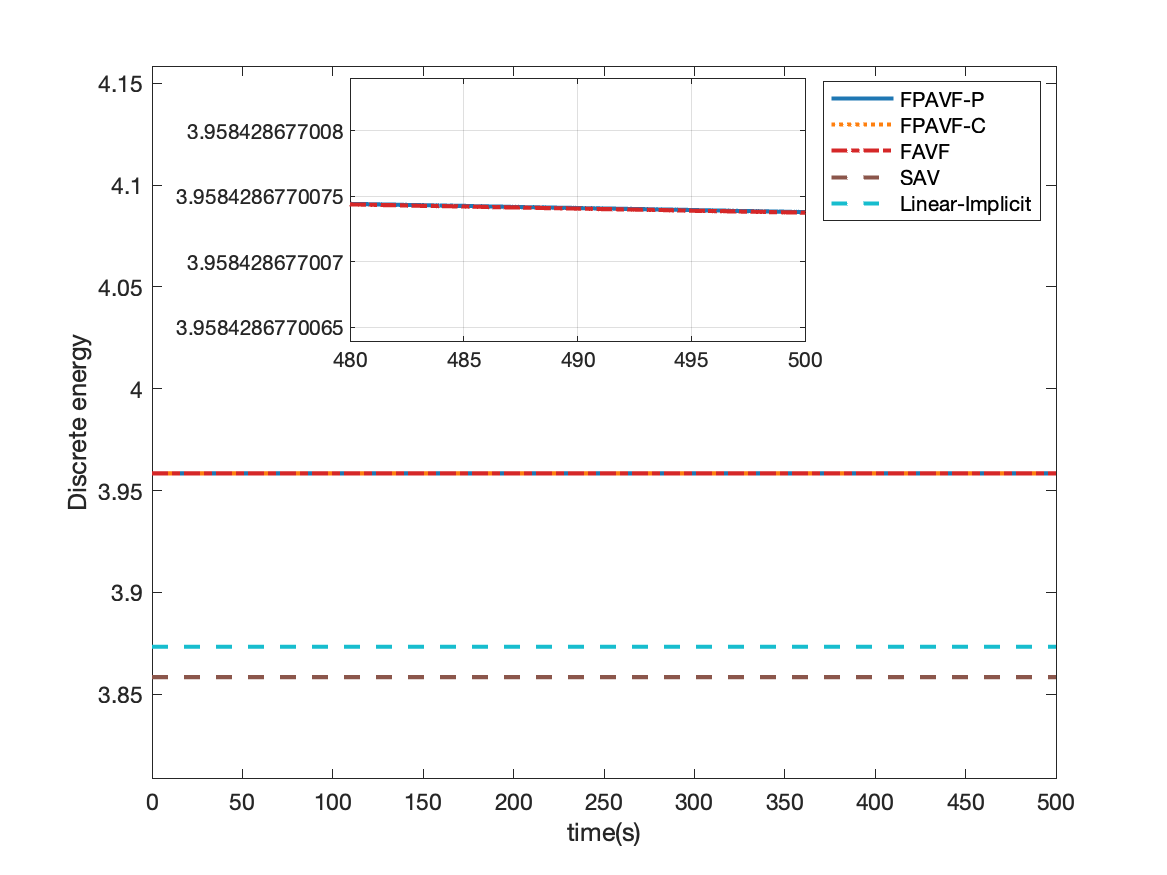 4.15
4.1
4.05
4
3.95
3.9
3.85
Discrete energy
0 50 100 150 200 250 300 350 400 450 500
time(s)
3.958428677008
3.9584286770075
3.958428677007
3.9584286770065
480 485 490 495 500
FPAVF-P
FPAVF-C
FAVF
SAV
Linear-Implicit